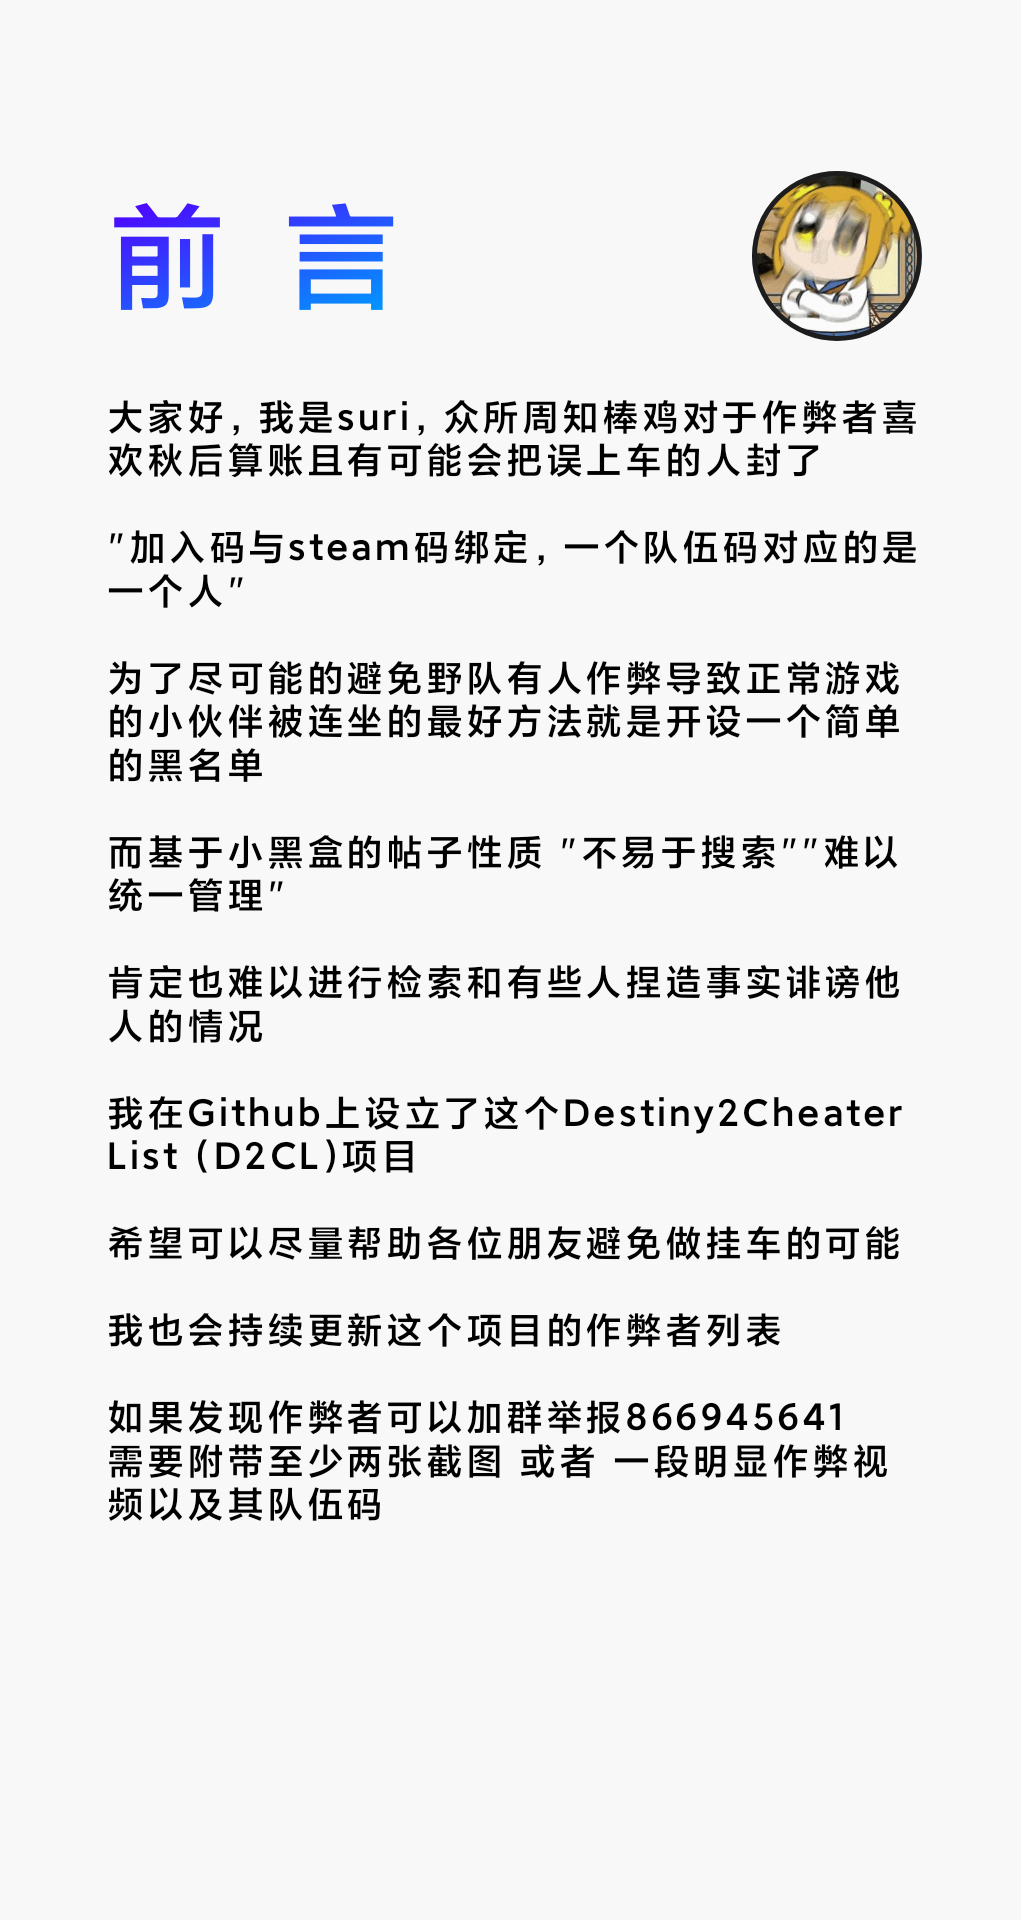 前言
大家好, 我是suri, 众所周知棒鸡对于作弊者喜
欢秋后算账且有可能会把误上车的人封了
"加入码与steam码绑定, 一个队伍码对应的是
一个人"
为了尽可能的避免野队有人作弊导致正常游戏
的小伙伴被连坐的最好方法就是开设一个简单
的黑名单
而基于小黑盒的帖子性质 "不易于搜索""难以
统一管理"
肯定也难以进行检索和有些人捏造事实诽谤他
人的情况
我在Github上设立了这个Destiny2Cheater
List (D2CL)项目
希望可以尽量帮助各位朋友避免做挂车的可能
我也会持续更新这个项目的作弊者列表
如果发现作弊者可以加群举报866945641
需要附带至少两张截图 或者 一段明显作弊视
频以及其队伍码